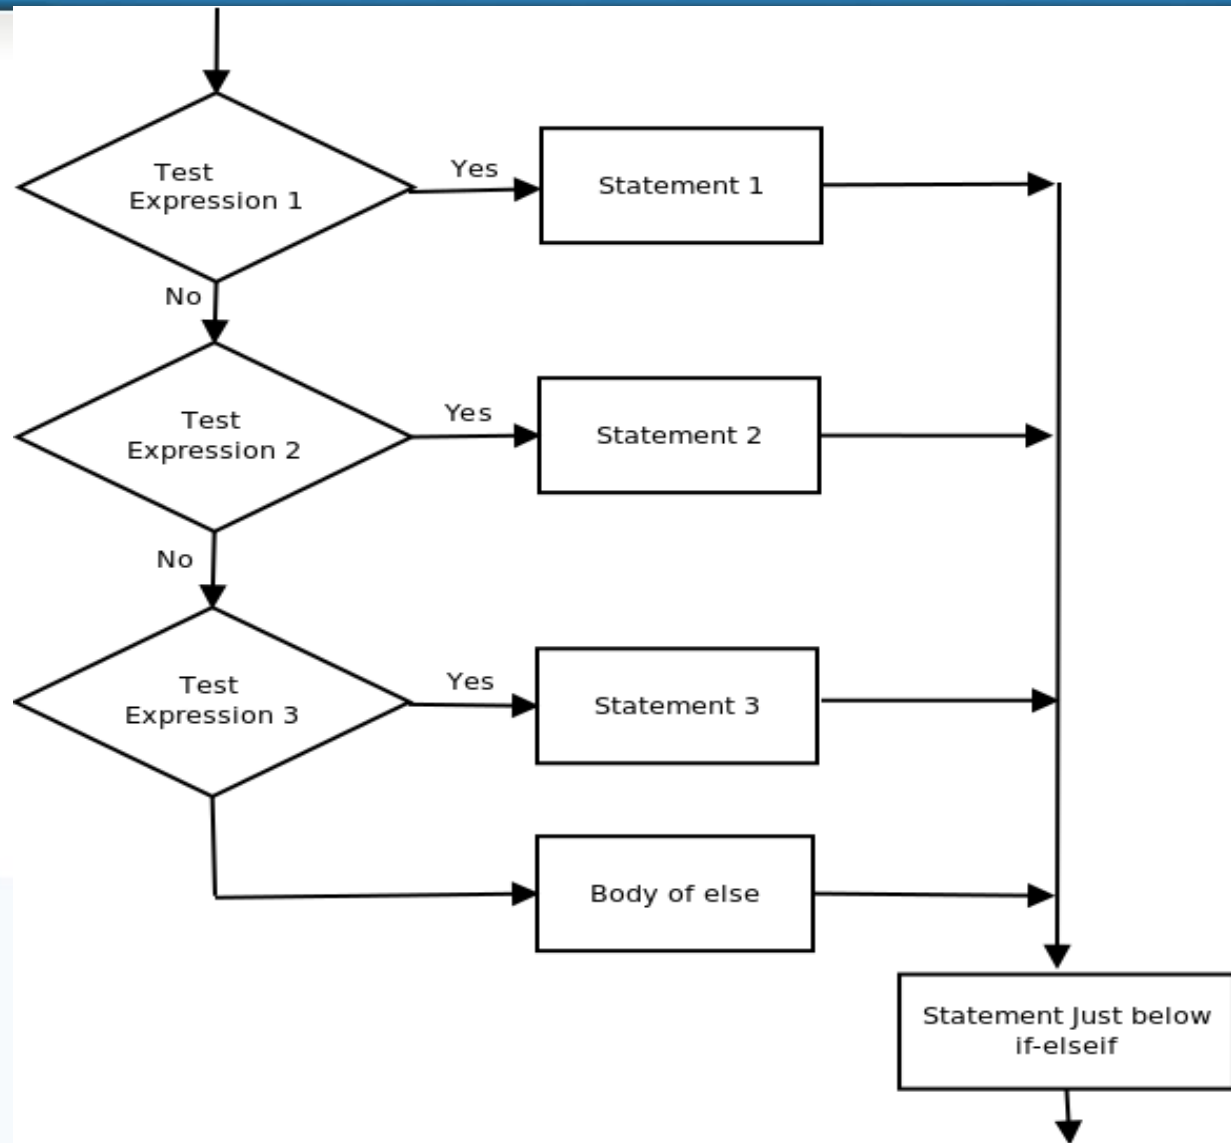 Test
Expression 1
Yes
Statement 1
No
Test
Expression 2
Yes
Statement 2
No
Test
Expression 3
Yes
Statement 3
Body of else
Statement Just below
if-elseif